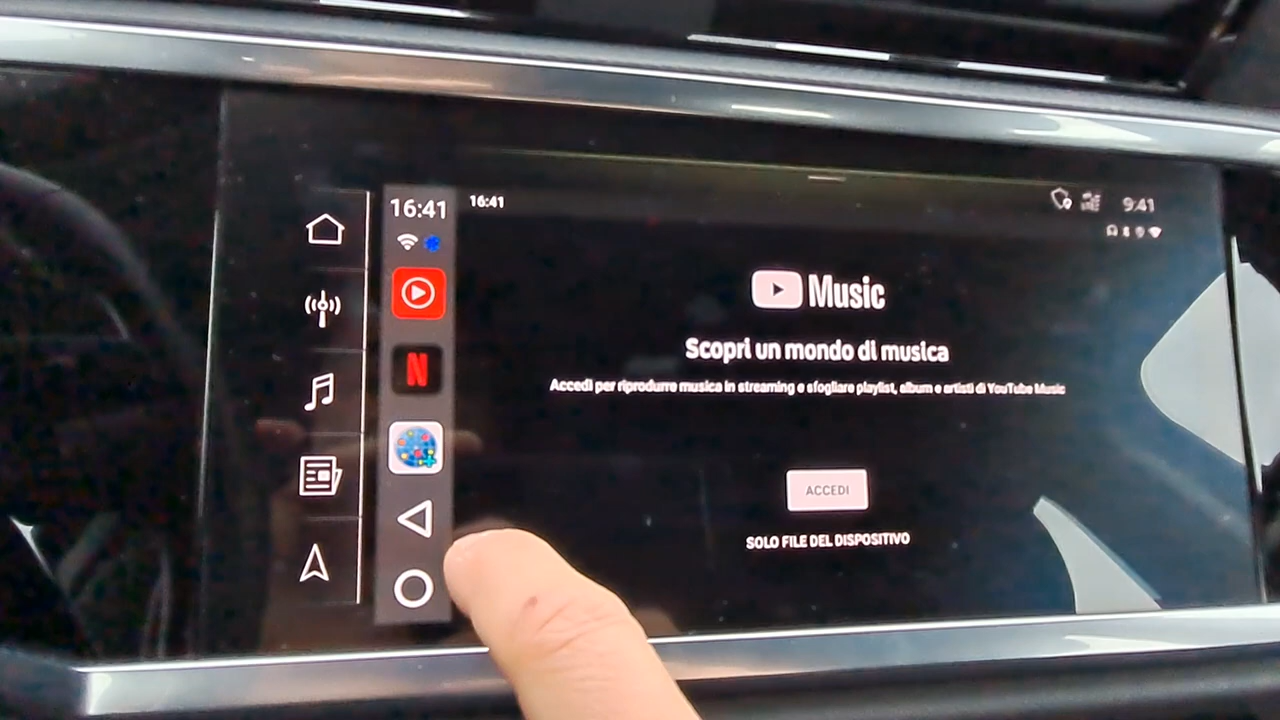 16:41
16:41
9:41
N
Music
Scopri un mondo di musica
Accedi per riprodurre musica in streaming e sfogliare playlist, album e artisti di YouTube Music
ACCEDI
SOLO FILE DEL DISPOSITIVO